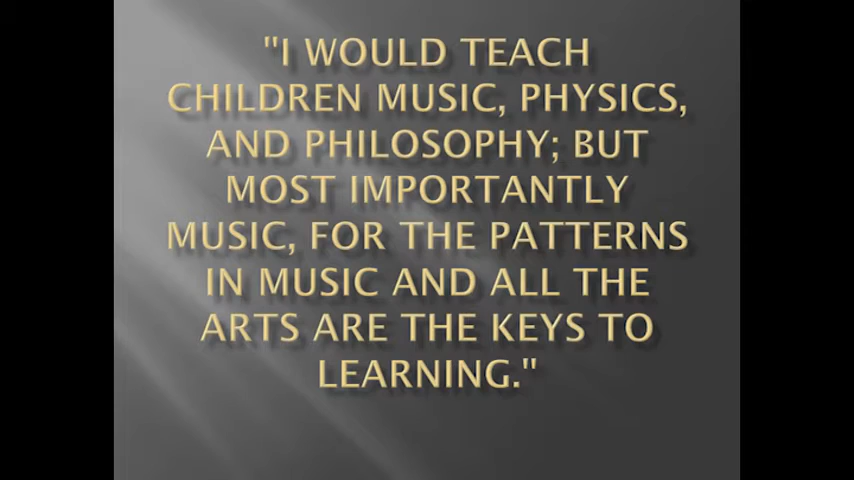 "I WOULD TEACH
CHILDREN MUSIC, PHYSICS,
AND PHILOSOPHY; BUT
MOST IMPORTANTLY
MUSIC, FOR THE PATTERNS
IN MUSIC AND ALL THE
ARTS ARE THE KEYS TO
LEARNING."